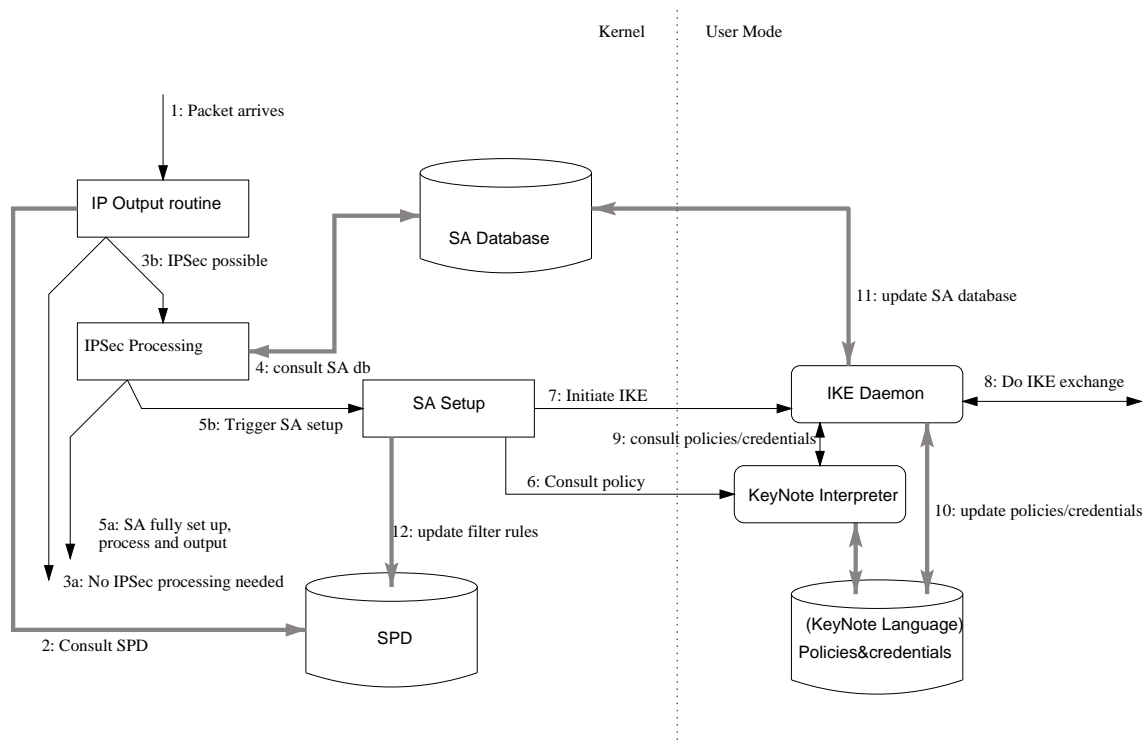 Kernel
User Mode
1: Packet arrives
IP Output routine
SA Database
3b: IPSec possible
11: update SA database
IPSec Processing
4: consult SA db
SA Setup
7: Initiate IKE
IKE Daemon
8: Do IKE exchange
5b: Trigger SA setup
9: consult policies/credentials
6: Consult policy
KeyNote Interpreter
5a: SA fully set up,
process and output
12: update filter rules
10: update policies/credentials
3a: No IPSec processing needed
2: Consult SPD
SPD
(KeyNote Language)
Policies&credentials